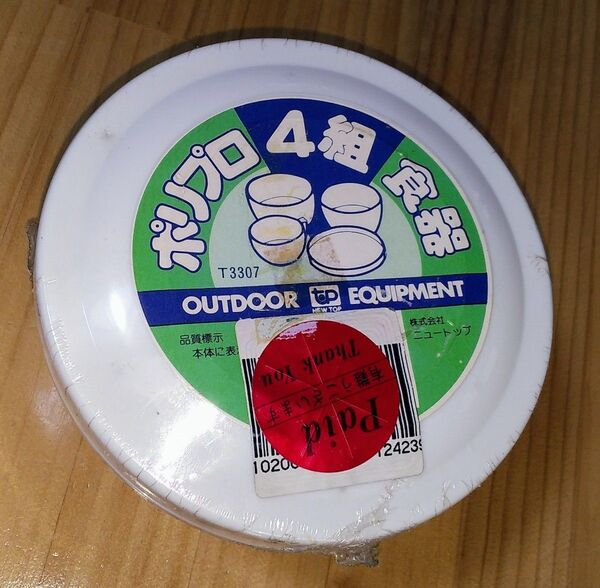 ポリプロ4組食器
T3307
OUTDOOR top EQUIPMENT
NEW TOP
品質標示
本体に表
株式会社
ニュートップ
Thank You
有難うございます
Paid